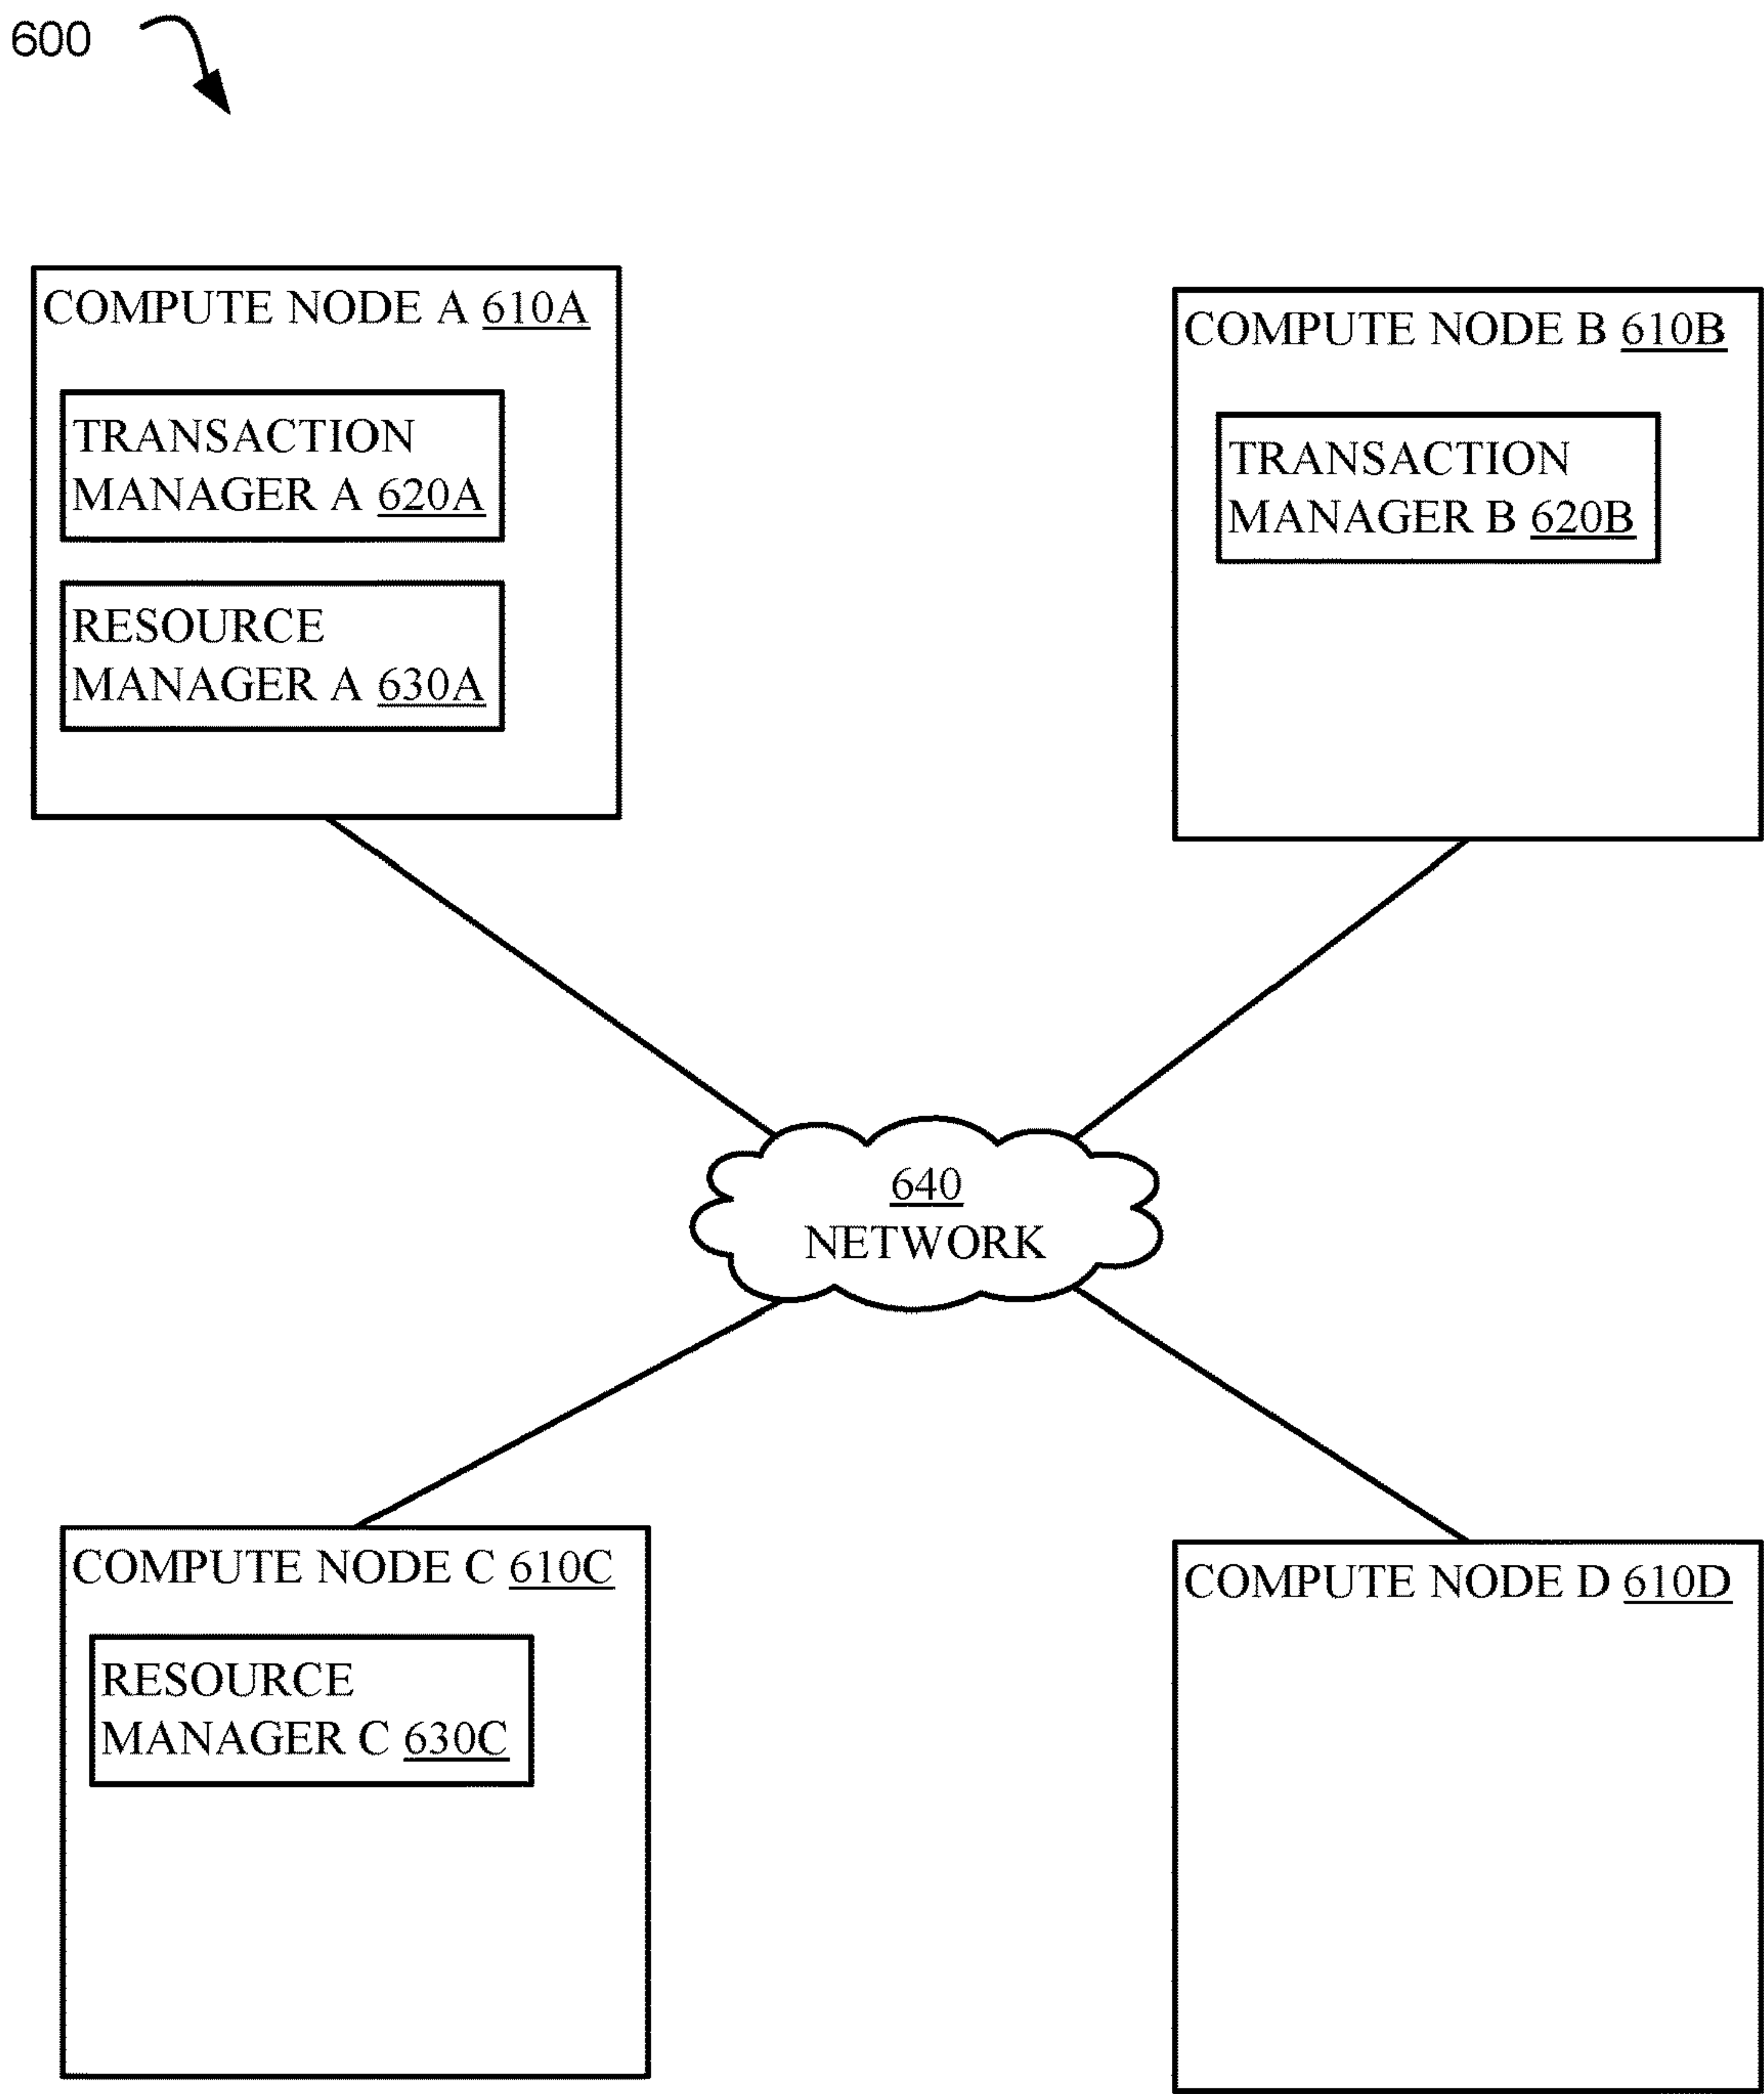 600
COMPUTE NODE A 610A
TRANSACTION
MANAGER A 620A
RESOURCE
MANAGER A 630A
COMPUTE NODE B 610B
TRANSACTION
MANAGER B 620B
640
NETWORK
COMPUTE NODE C 610C
RESOURCE
MANAGER C 630C
COMPUTE NODE D 610D